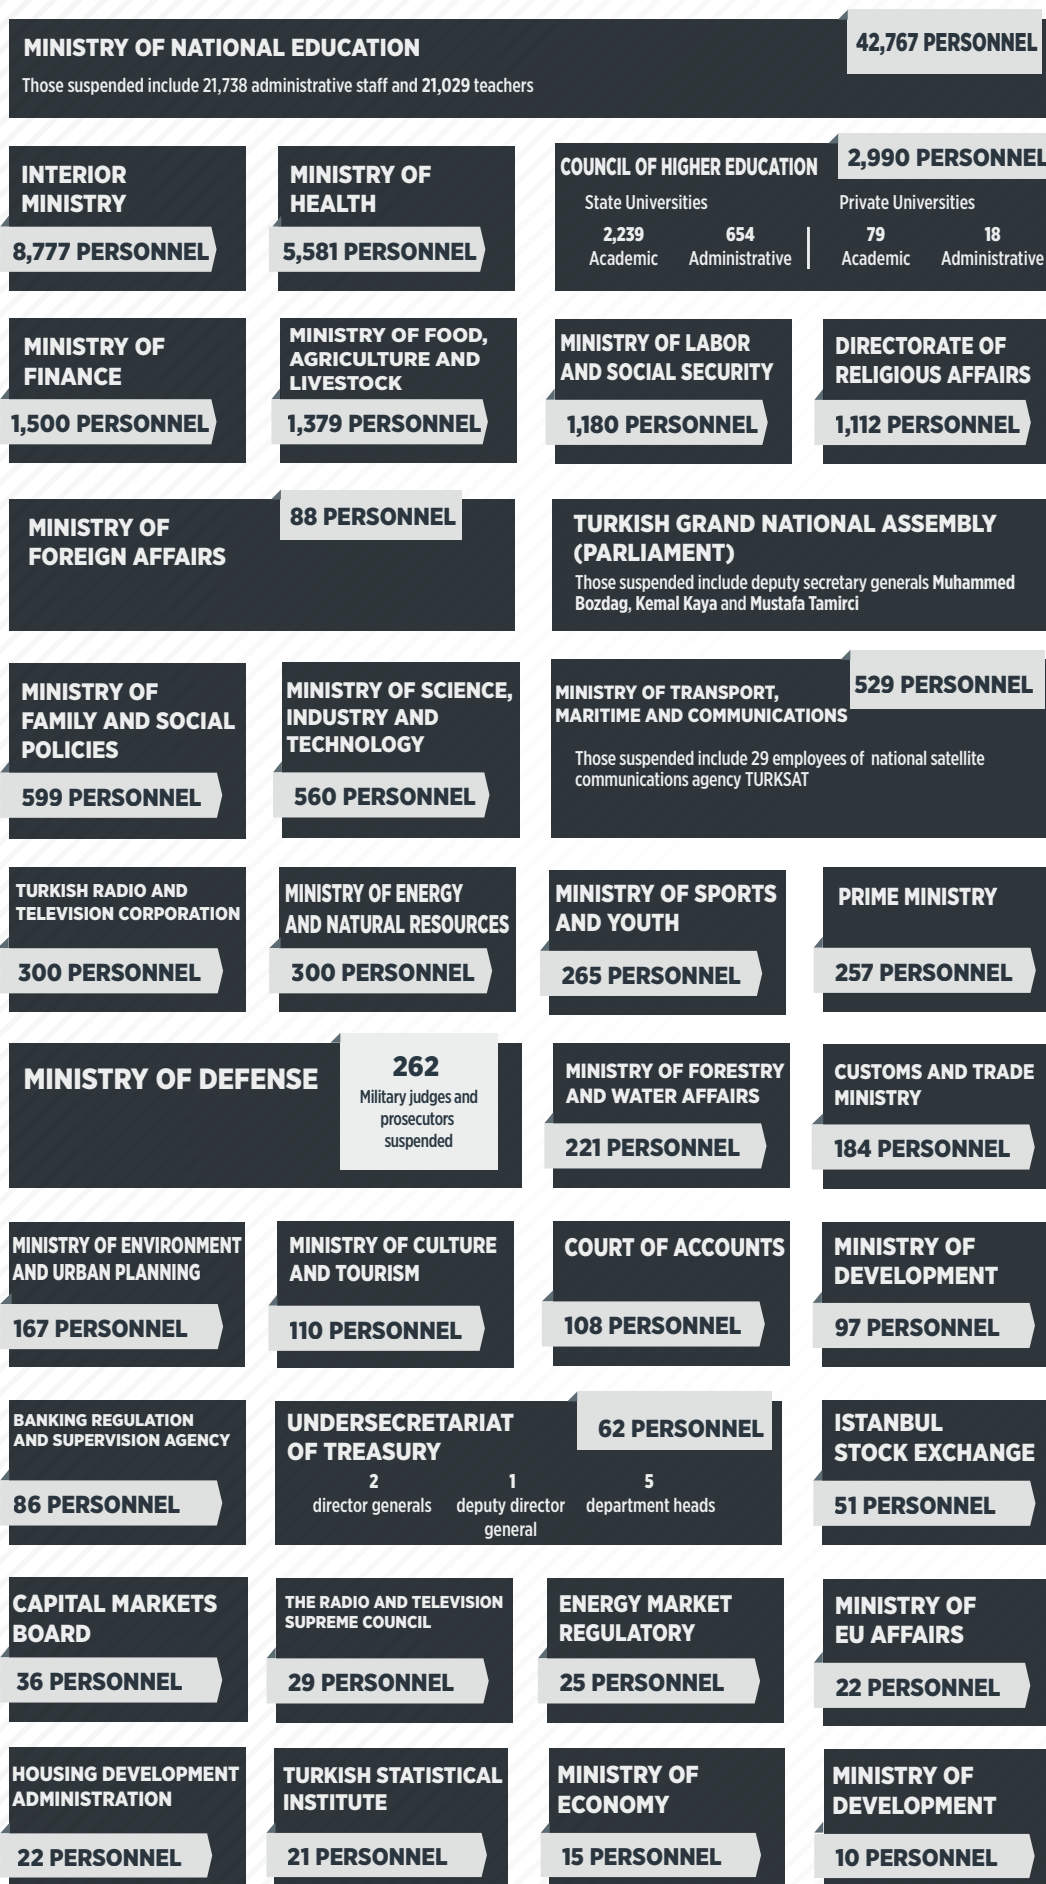 MINISTRY OF NATIONAL EDUCATION
42,767 PERSONNEL
Those suspended include 21,738 administrative staff and 21,029 teachers
INTERIOR
MINISTRY
8,777 PERSONNEL
MINISTRY OF
HEALTH
5,581 PERSONNEL
COUNCIL OF HIGHER EDUCATION
2,990 PERSONNEL
State Universities
Private Universities
2,239 654 79 18
Academic Administrative Academic Administrative
MINISTRY OF
FINANCE
1,500 PERSONNEL
MINISTRY OF FOOD,
AGRICULTURE AND
LIVESTOCK
1,379 PERSONNEL
MINISTRY OF LABOR
AND SOCIAL SECURITY
1,180 PERSONNEL
DIRECTORATE OF
RELIGIOUS AFFAIRS
1,112 PERSONNEL
MINISTRY OF
FOREIGN AFFAIRS
88 PERSONNEL
TURKISH GRAND NATIONAL ASSEMBLY
(PARLIAMENT)
Those suspended include deputy secretary generals Muhammed
Bozdag, Kemal Kaya and Mustafa Tamirci
MINISTRY OF
FAMILY AND SOCIAL
POLICIES
599 PERSONNEL
MINISTRY OF SCIENCE,
INDUSTRY AND
TECHNOLOGY
560 PERSONNEL
MINISTRY OF TRANSPORT,
MARITIME AND COMMUNICATIONS
529 PERSONNEL
Those suspended include 29 employees of national satellite
communications agency TURKSAT
TURKISH RADIO AND
TELEVISION CORPORATION
300 PERSONNEL
MINISTRY OF ENERGY
AND NATURAL RESOURCES
300 PERSONNEL
MINISTRY OF SPORTS
AND YOUTH
265 PERSONNEL
PRIME MINISTRY
257 PERSONNEL
MINISTRY OF DEFENSE
262
Military judges and
prosecutors
suspended
MINISTRY OF FORESTRY
AND WATER AFFAIRS
221 PERSONNEL
CUSTOMS AND TRADE
MINISTRY
184 PERSONNEL
MINISTRY OF ENVIRONMENT
AND URBAN PLANNING
167 PERSONNEL
MINISTRY OF CULTURE
AND TOURISM
110 PERSONNEL
COURT OF ACCOUNTS
108 PERSONNEL
MINISTRY OF
DEVELOPMENT
97 PERSONNEL
BANKING REGULATION
AND SUPERVISION AGENCY
86 PERSONNEL
UNDERSECRETARIAT
OF TREASURY
62 PERSONNEL
2 1 5
director generals deputy director department heads
general
ISTANBUL
STOCK EXCHANGE
51 PERSONNEL
CAPITAL MARKETS
BOARD
36 PERSONNEL
THE RADIO AND TELEVISION
SUPREME COUNCIL
29 PERSONNEL
ENERGY MARKET
REGULATORY
25 PERSONNEL
MINISTRY OF
EU AFFAIRS
22 PERSONNEL
HOUSING DEVELOPMENT
ADMINISTRATION
22 PERSONNEL
TURKISH STATISTICAL
INSTITUTE
21 PERSONNEL
MINISTRY OF
ECONOMY
15 PERSONNEL
MINISTRY OF
DEVELOPMENT
10 PERSONNEL